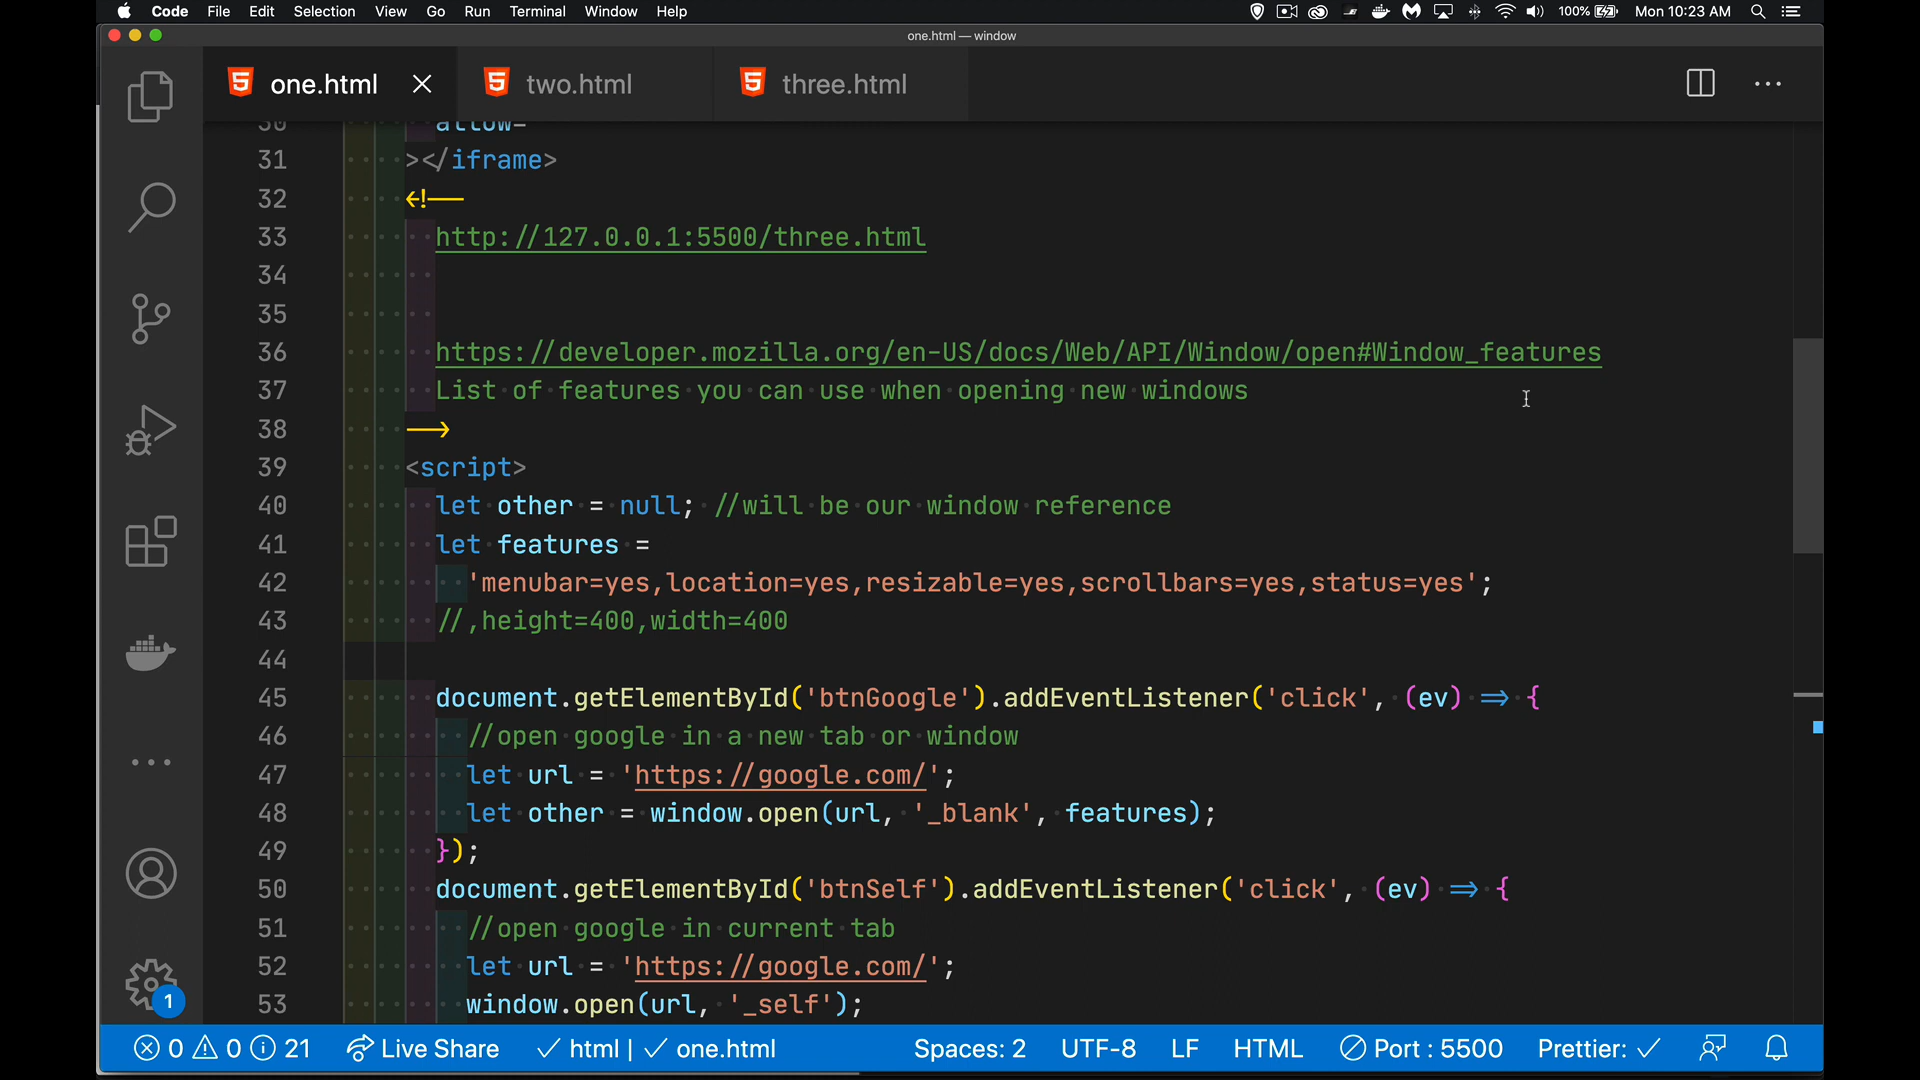 Code File Edit Selection View Go Run Terminal Window Help 100% Mon 10:23 AM
one.html — window
one.html two.html three.html
30 allow=
31 ></iframe>
32 <!--
33 http://127.0.0.1:5500/three.html
34
35
36 https://developer.mozilla.org/en-US/docs/Web/API/Window/open#Window_features
37 List of features you can use when opening new windows
38 -->
39 <script>
40 let other = null; //will be our window reference
41 let features =
42 'menubar=yes,location=yes,resizable=yes,scrollbars=yes,status=yes';
43 //,height=400,width=400
44
45 document.getElementById('btnGoogle').addEventListener('click', (ev) => {
46 //open google in a new tab or window
47 let url = 'https://google.com/';
48 let other = window.open(url, '_blank', features);
49 });
50 document.getElementById('btnSelf').addEventListener('click', (ev) => {
51 //open google in current tab
52 let url = 'https://google.com/';
53 window.open(url, '_self');
1
0 0 21 Live Share html | one.html Spaces: 2 UTF-8 LF HTML Port : 5500 Prettier: